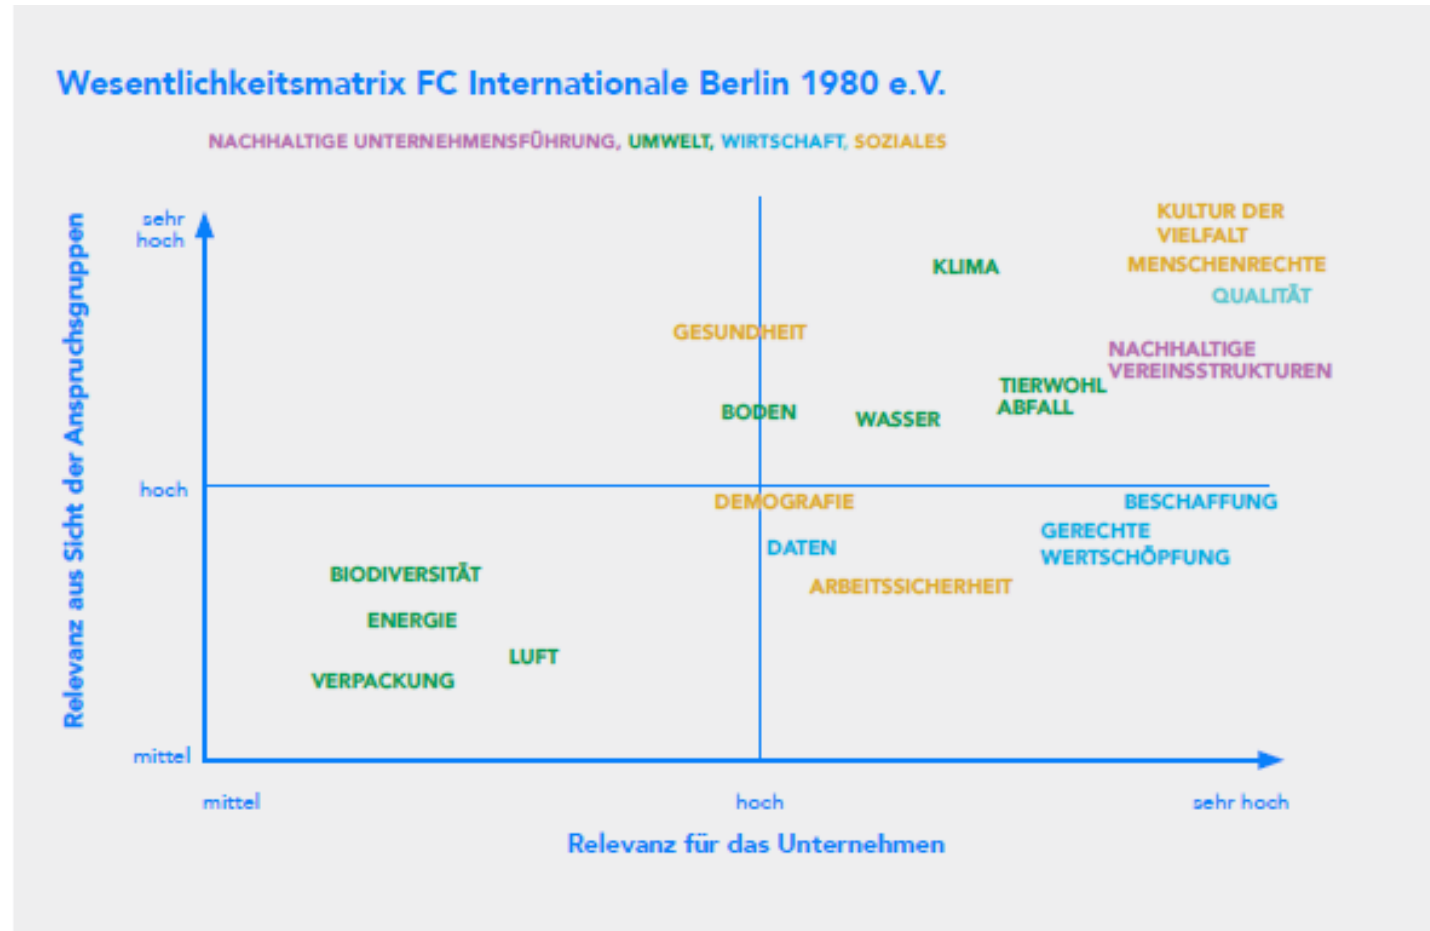 Wesentlichkeitsmatrix FC Internationale Berlin 1980 e.V.
NACHHALTIGE UNTERNEHMENSFÜHRUNG, UMWELT, WIRTSCHAFT, SOZIALES
Relevanz aus Sicht der Anspruchsgruppen
sehr
hoch
KULTUR DER
VIELFALT
KLIMA
MENSCHENRECHTE
QUALITÄT
GESUNDHEIT
NACHHALTIGE
VEREINSSTRUKTUREN
TIERWOHL
ABFALL
BODEN
WASSER
hoch
DEMOGRAFIE
BESCHAFFUNG
GERECHTE
WERTSCHÖPFUNG
DATEN
BIODIVERSITÄT
ARBEITSSICHERHEIT
ENERGIE
LUFT
VERPACKUNG
mittel
mittel
hoch
sehr hoch
Relevanz für das Unternehmen